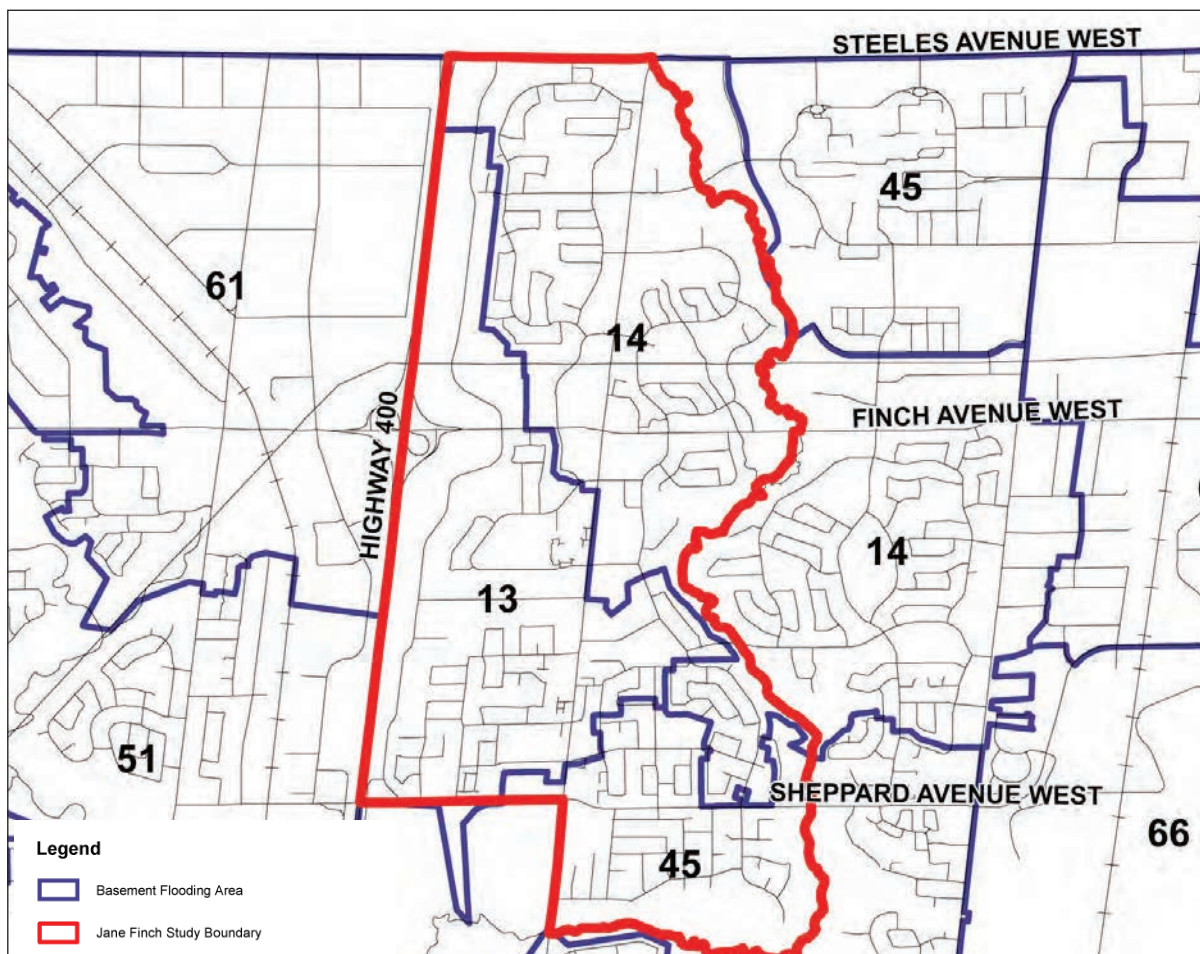 STEELES AVENUE WEST
45
61
14
HIGHWAY 400
FINCH AVENUE WEST
14
13
51
SHEPPARD AVENUE WEST
66
45
Legend
Basement Flooding Area
Jane Finch Study Boundary